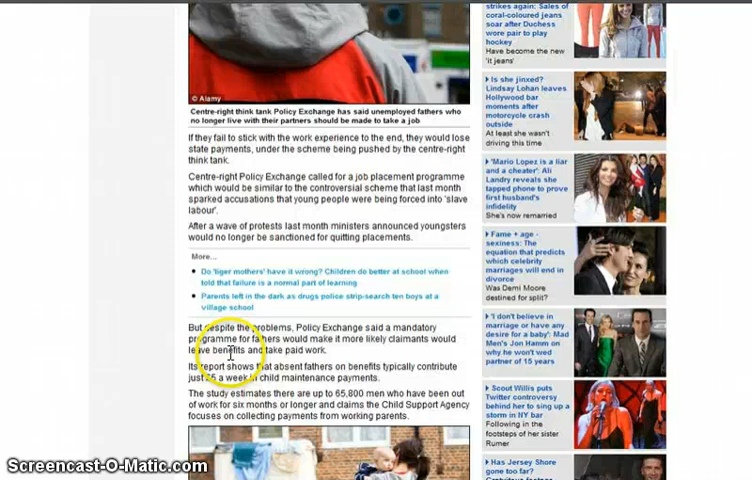 © Alamy
Centre-right think tank Policy Exchange has said unemployed fathers who
no longer live with their partners should be made to take a job
If they fail to stick with the work experience to the end, they would lose
state payments, under the scheme being pushed by the centre-right
think tank.
Centre-right Policy Exchange called for a job placement programme
which would be similar to the controversial scheme that last month
sparked accusations that young people were being forced into 'slave
labour'.
After a wave of protests last month ministers announced youngsters
would no longer be sanctioned for quitting placements.
More...
Do 'tiger mothers' have it wrong? Children do better at school when
told that failure is a normal part of learning
Parents left in the dark as drugs police strip-search ten boys at a
village school
But despite the problems, Policy Exchange said a mandatory
programme for fathers would make it more likely claimants would
leave benefits and take paid work.
Its report shows that absent fathers on benefits typically contribute
just £5 a week in child maintenance payments.
The study estimates there are up to 65,800 men who have been out
of work for six months or longer and claims the Child Support Agency
focuses on collecting payments from working parents.
strikes again: Sales of
coral-coloured jeans
soar after Duchess
wore pair to play
hockey
Have become the new
'it jeans'
Is she jinxed?
Lindsay Lohan leaves
Hollywood bar
moments after
motorcycle crash
outside
At least she wasn't
driving this time
'Mario Lopez is a liar
and a cheater': Ali
Landry reveals she
tapped phone to prove
first husband's
infidelity
She's now remarried
Fame + age -
sexiness: The
equation that predicts
which celebrity
marriages will end in
divorce
Was Demi Moore
destined for split?
'I don't believe in
marriage or have any
desire for a baby': Mad
Men's Jon Hamm on
why he won't wed
partner of 15 years
Scout Willis puts
Twitter controversy
behind her to sing up a
storm in NY bar
Following in the
footsteps of her sister
Rumer
Has Jersey Shore
gone too far?
Screencast-O-Matic.com